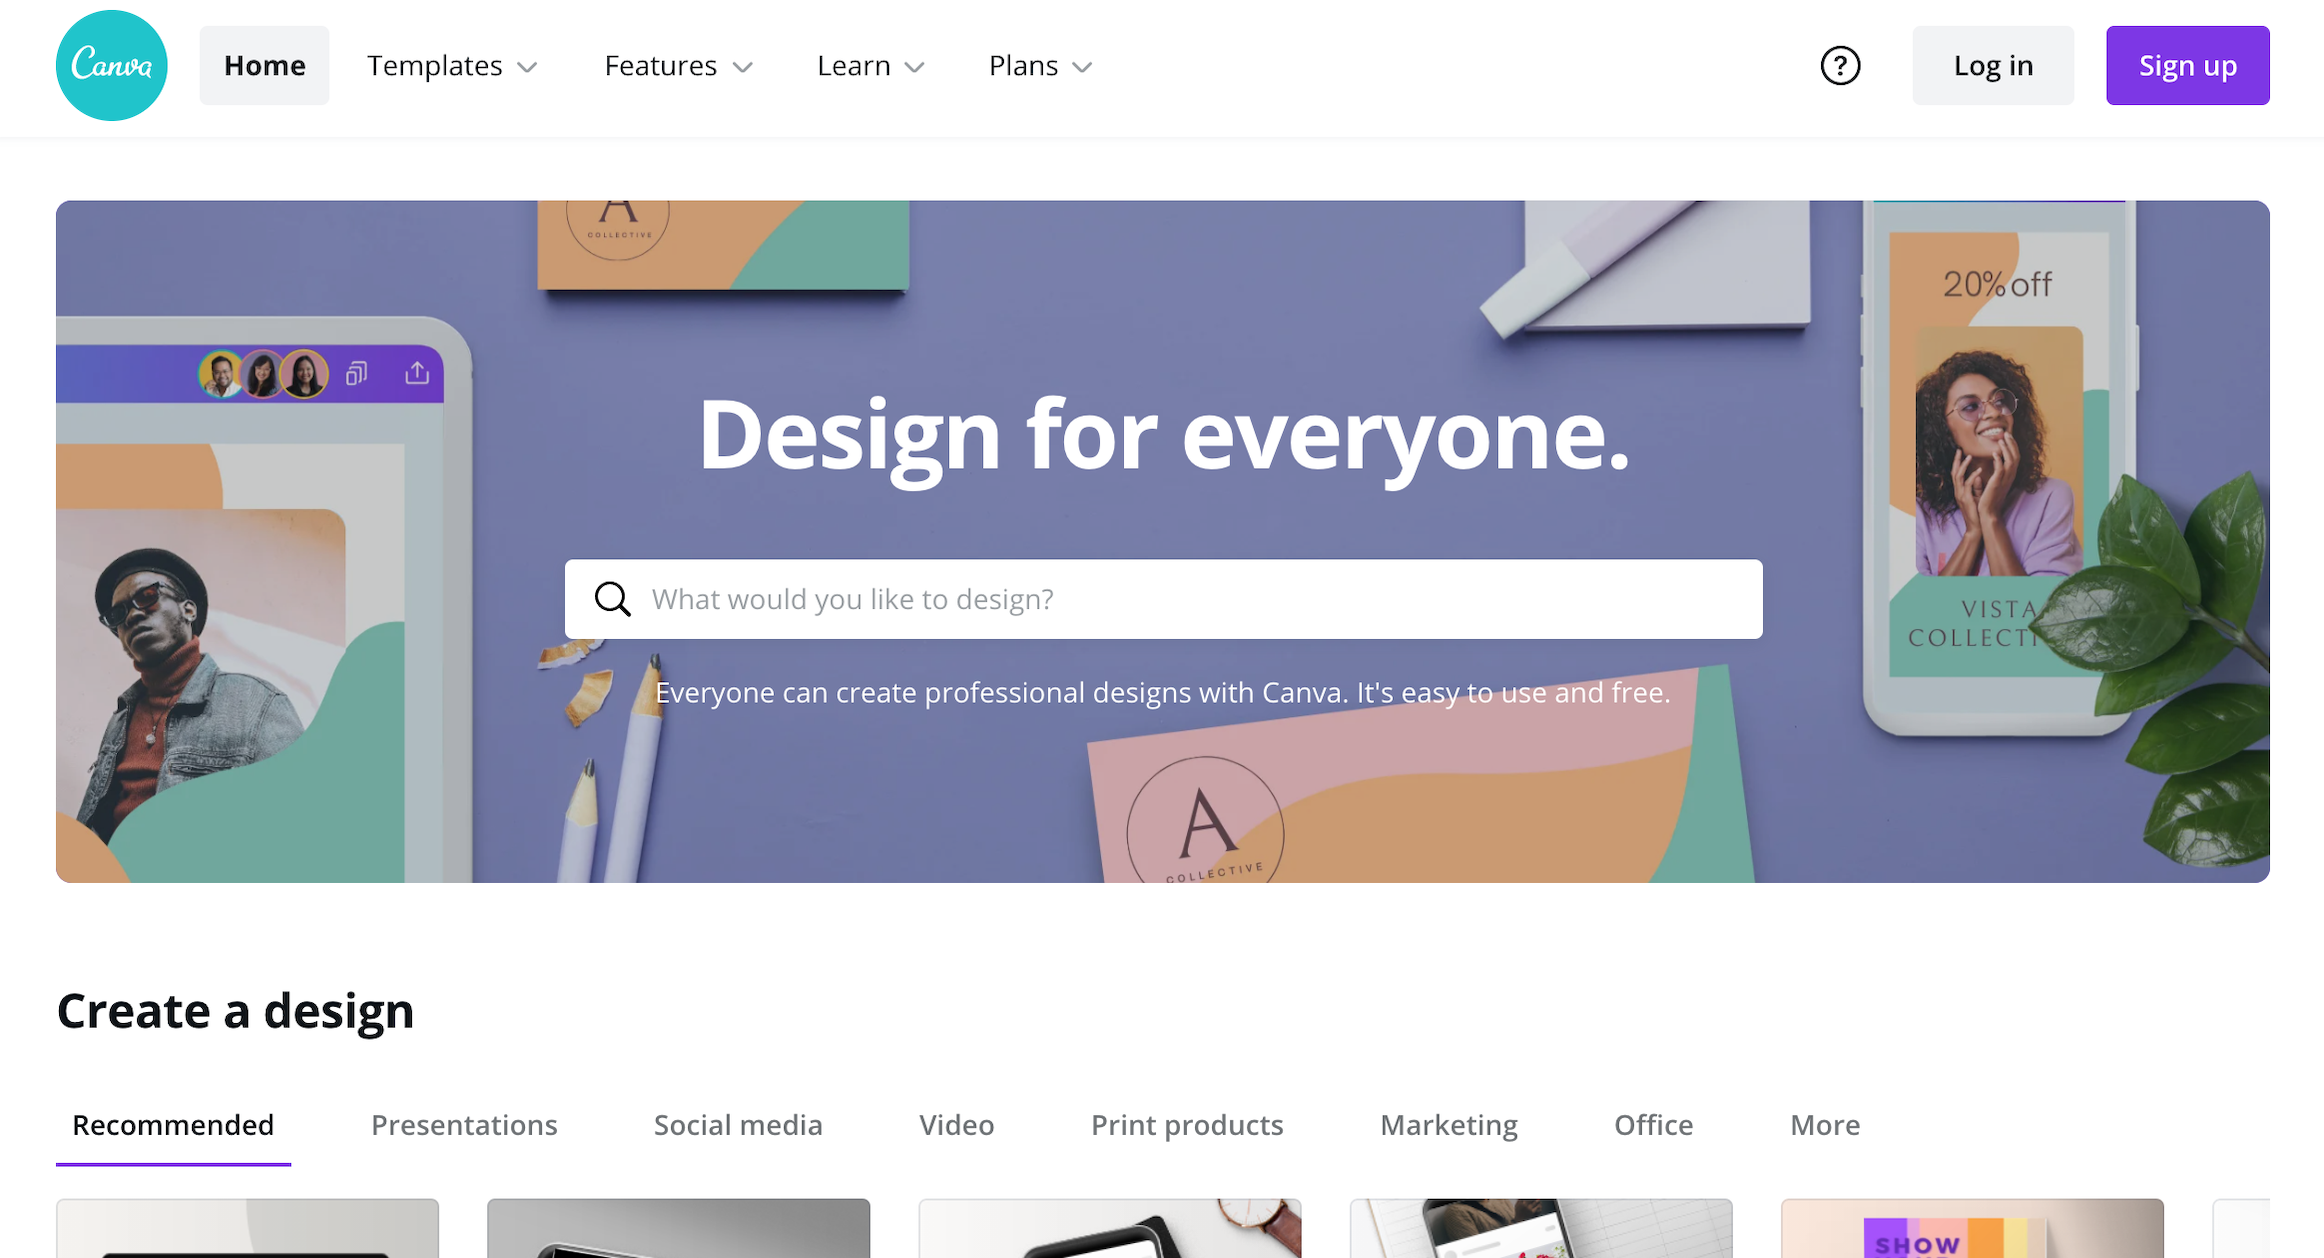 Canva
Home
Templates
Features
Learn
Plans
?
Log in
Sign up
A
COLLECTIVE
20% off
Design for everyone.
What would you like to design?
VISTA
COLLECTI
Everyone can create professional designs with Canva. It's easy to use and free.
A
COLLECTIVE
Create a design
Recommended
Presentations
Social media
Video
Print products
Marketing
Office
More
SHOW